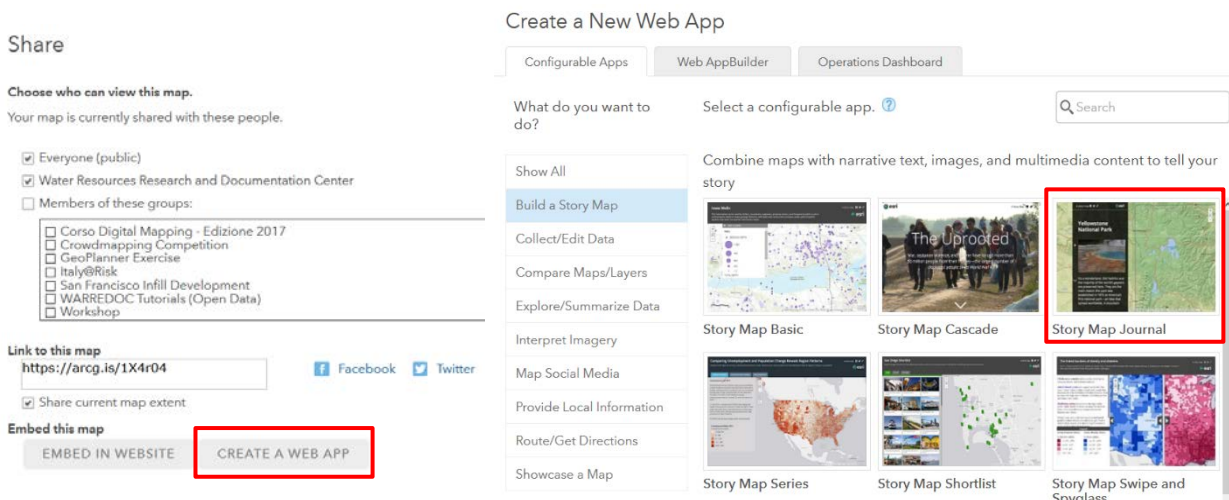 Share
Choose who can view this map.
Your map is currently shared with these people.
Everyone (public)
Water Resources Research and Documentation Center
Members of these groups:
Corso Digital Mapping - Edizione 2017
Crowdmapping Competition
GeoPlanner Exercise
Italy@Risk
San Francisco Infill Development
WARREDOC Tutorials (Open Data)
Workshop
Link to this map
https://arcg.is/1X4r04
Facebook
Twitter
Share current map extent
Embed this map
EMBED IN WEBSITE
CREATE A WEB APP
Create a New Web App
Configurable Apps
Web AppBuilder
Operations Dashboard
What do you want to
do?
Select a configurable app.
Search
Show All
Build a Story Map
Collect/Edit Data
Compare Maps/Layers
Explore/Summarize Data
Interpret Imagery
Map Social Media
Provide Local Information
Route/Get Directions
Showcase a Map
Combine maps with narrative text, images, and multimedia content to tell your
story
esri
esri
The Uprooted
Yellowstone
National Park
Story Map Basic
Story Map Cascade
Story Map Journal
Story Map Series
Story Map Shortlist
Story Map Swipe and
Spyglass